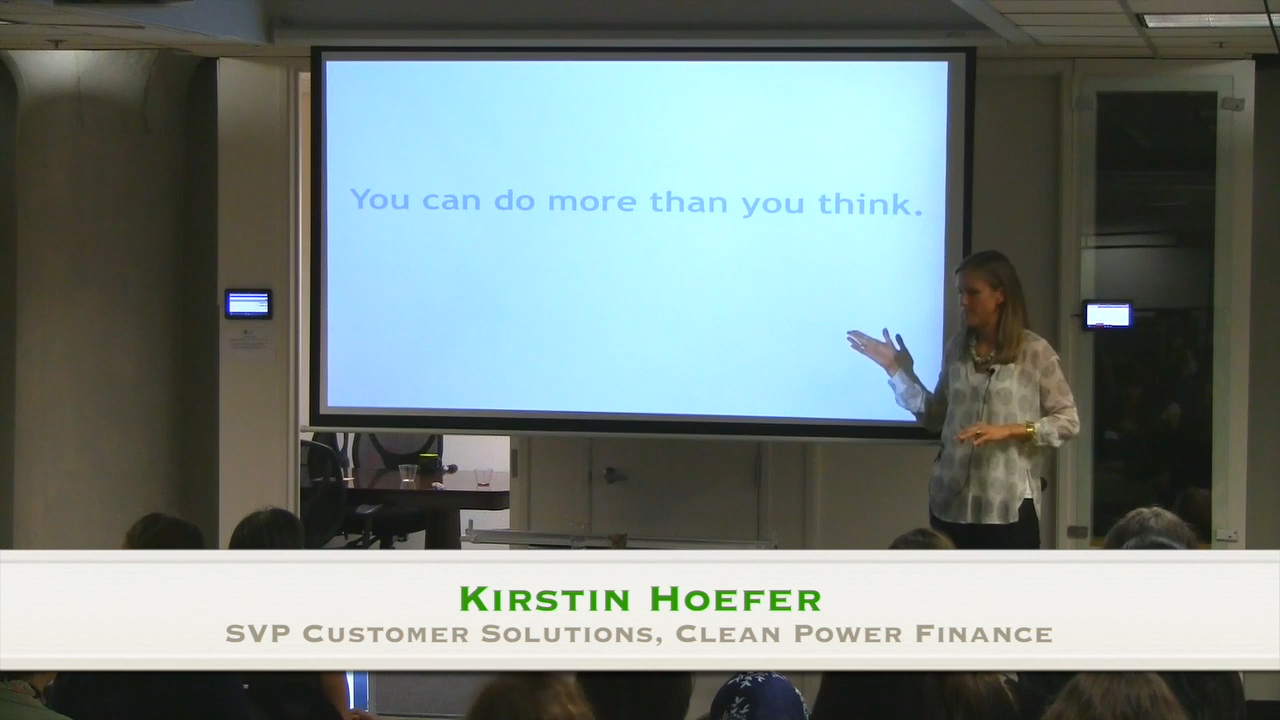 You can do more than you think.
Kirstin Hoefer
SVP Customer Solutions, Clean Power Finance